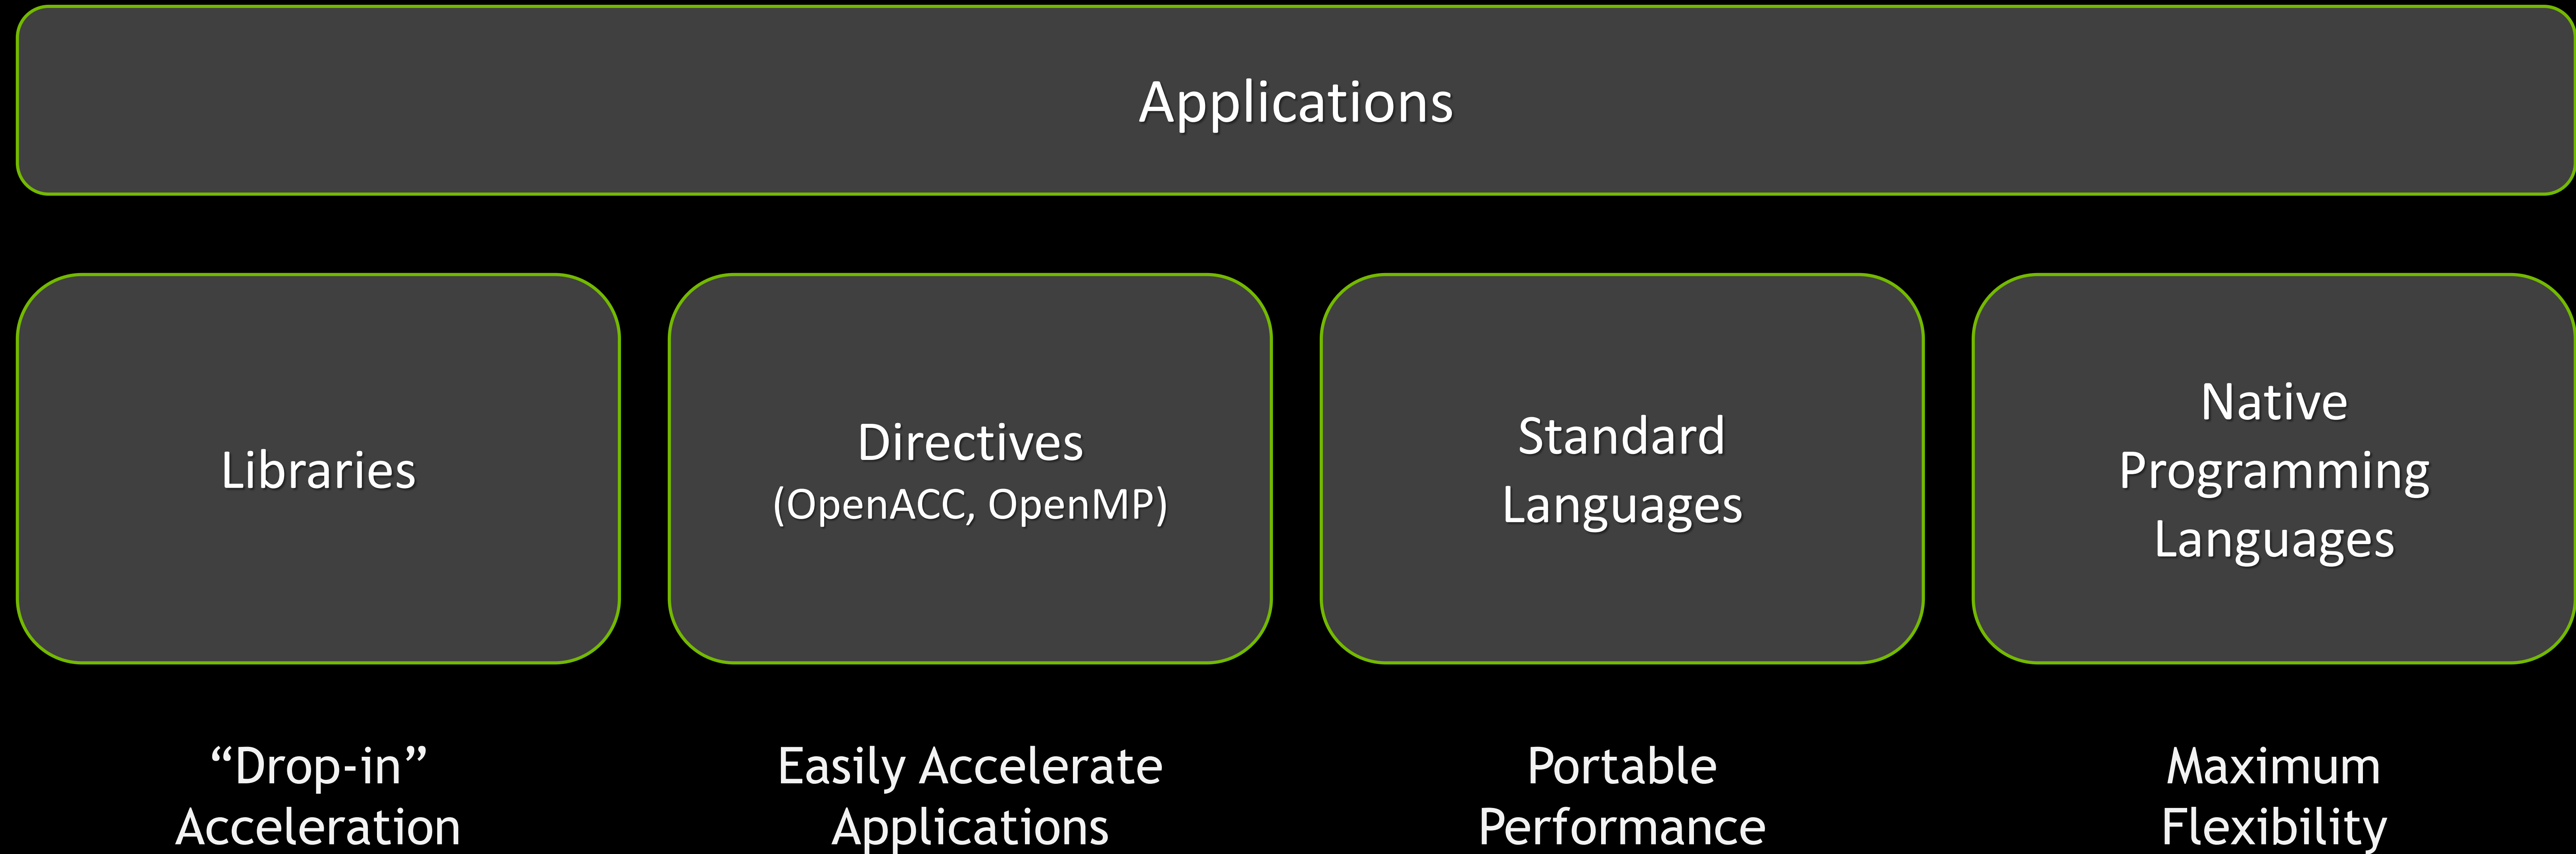 Applications
Libraries
Directives
(OpenACC, OpenMP)
Standard
Languages
Native
Programming
Languages
“Drop-in”
Acceleration
Easily Accelerate
Applications
Portable
Performance
Maximum
Flexibility